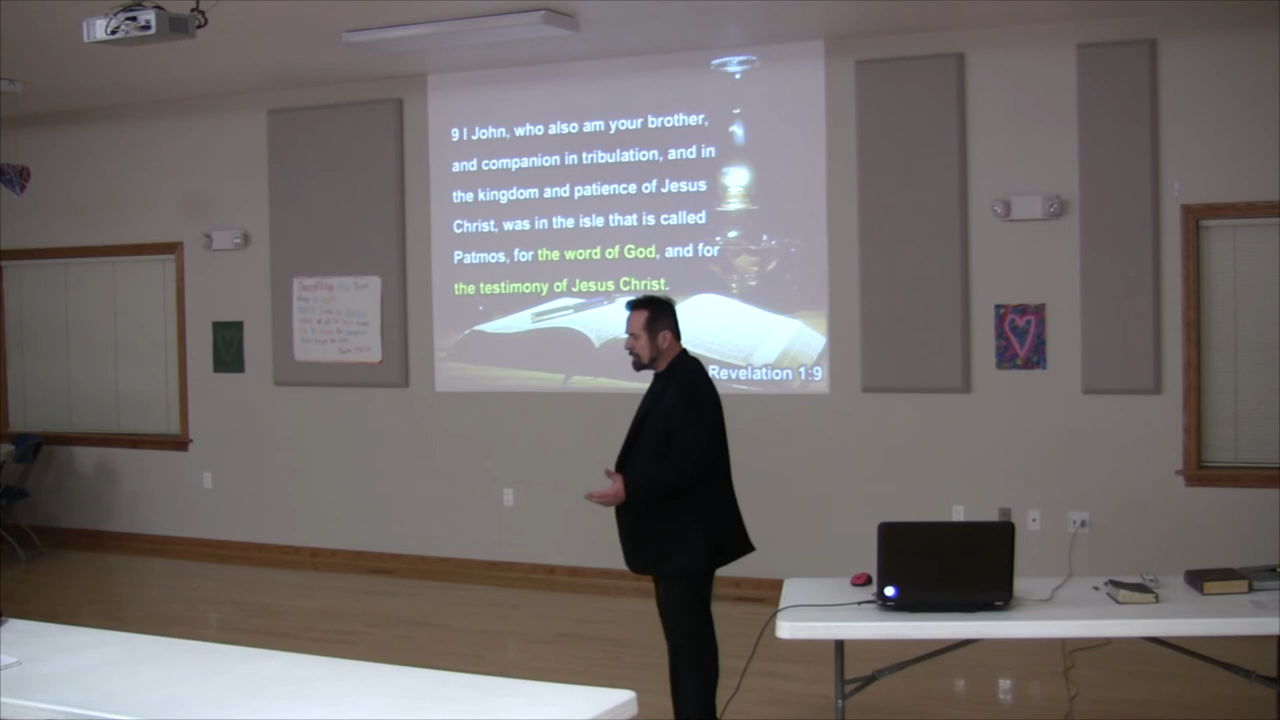 9 I John, who also am your brother,
and companion in tribulation, and in
the kingdom and patience of Jesus
Christ, was in the isle that is called
Patmos, for the word of God, and for
the testimony of Jesus Christ.
Revelation 1:9